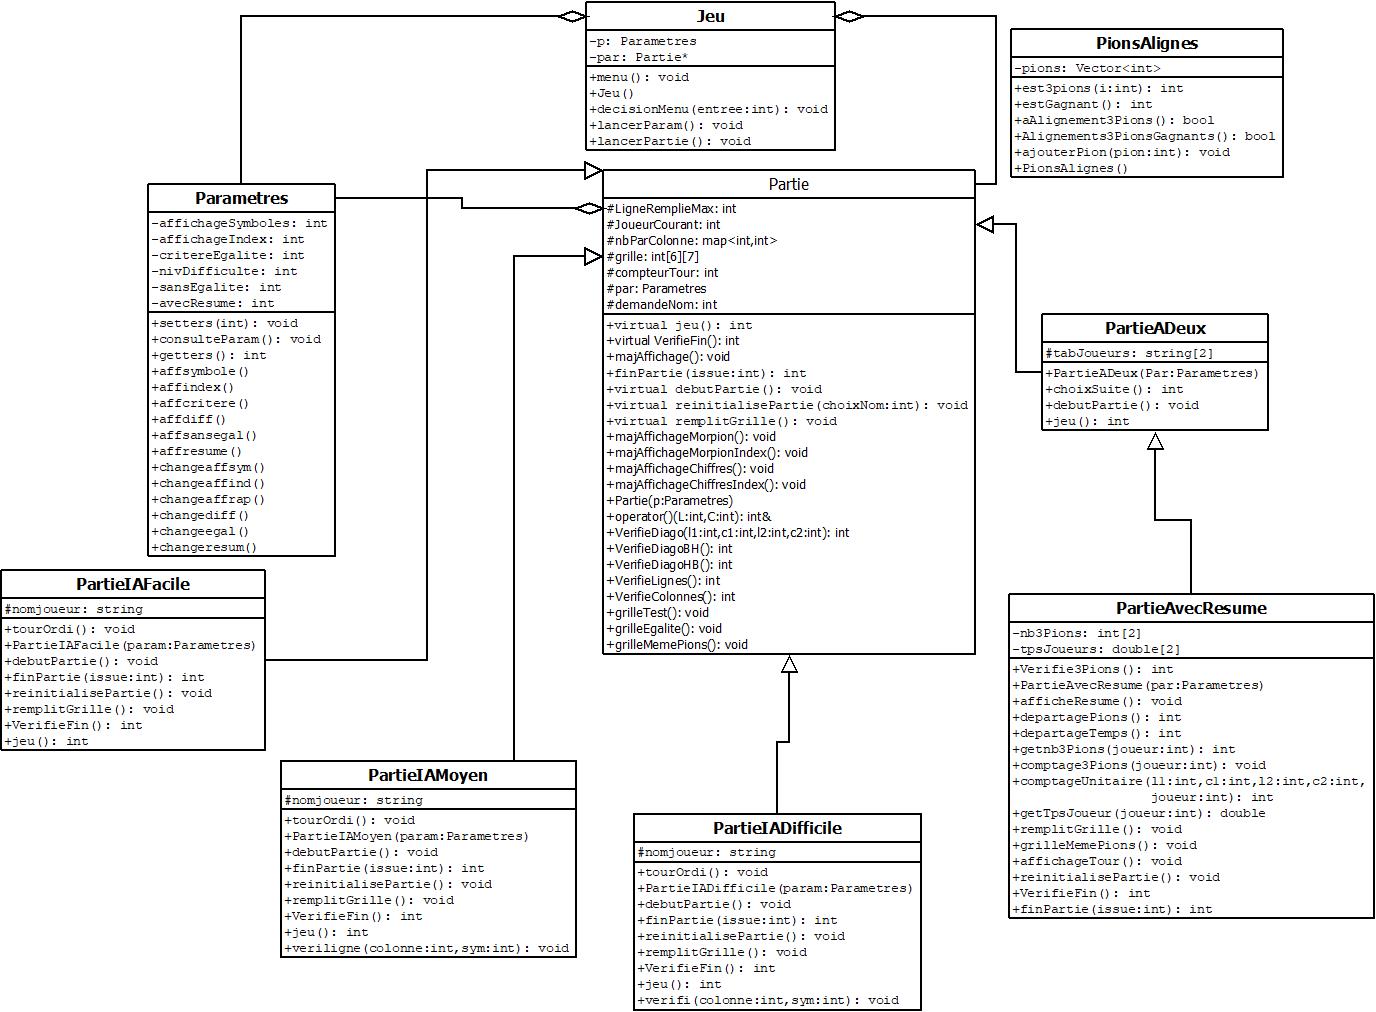 Jeu
-p: Parametres
-par: Partie*
+menu(): void
+Jeu()
+decisionMenu(entree:int): void
+lancerParam(): void
+lancerPartie(): void
PionsAlignes
-pions: Vector<int>
+est3pions(i:int): int
+estGagnant(): int
+aAlignement3Pions(): bool
+Alignements3PionsGagnants(): bool
+ajouterPion(pion:int): void
+PionsAlignes()
Parametres
-affichageSymboles: int
-affichageIndex: int
-critereEgalite: int
-nivDifficulte: int
-sansEgalite: int
-avecResume: int
+setters(int): void
+consulteParam(): void
+getters(): int
+affsymbole()
+affindex()
+affcritere()
+affdiff()
+affsansegal()
+affresume()
+changeaffsym()
+changeaffind()
+changeaffrap()
+changediff()
+changeegal()
+changeresum()
Partie
#LigneRemplieMax: int
#JoueurCourant: int
#nbParColonne: map<int,int>
#grille: int[6][7]
#compteurTour: int
#par: Parametres
#demandeNom: int
+virtual jeu(): int
+virtual VerifieFin(): int
+majAffichage(): void
+finPartie(issue:int): int
+virtual debutPartie(): void
+virtual reinitialisePartie(choixNom:int): void
+virtual remplitGrille(): void
+majAffichageMorpion(): void
+majAffichageMorpionIndex(): void
+majAffichageChiffres(): void
+majAffichageChiffresIndex(): void
+Partie(p:Parametres)
+operator()(L:int,C:int): int&
+VerifieDiago(l1:int,c1:int,l2:int,c2:int): int
+VerifieDiagoBH(): int
+VerifieDiagoHB(): int
+VerifieLignes(): int
+VerifieColonnes(): int
+grilleTest(): void
+grilleEgalite(): void
+grilleMemePions(): void
PartieADeux
#tabJoueurs: string[2]
+PartieADeux(Par:Parametres)
+choixSuite(): int
+debutPartie(): void
+jeu(): int
PartieIAFacile
#nomjoueur: string
+tourOrdi(): void
+PartieIAFacile(param:Parametres)
+debutPartie(): void
+finPartie(issue:int): int
+reinitialisePartie(): void
+remplitGrille(): void
+VerifieFin(): int
+jeu(): int
PartieAvecResume
-nb3Pions: int[2]
-tpsJoueurs: double[2]
+Verifie3Pions(): int
+PartieAvecResume(par:Parametres)
+afficheResume(): void
+departagePions(): int
+departageTemps(): int
+getnb3Pions(joueur:int): int
+comptage3Pions(joueur:int): void
+comptageUnitaire(l1:int,c1:int,l2:int,c2:int,
joueur:int): int
+getTpsJoueur(joueur:int): double
+remplitGrille(): void
+grilleMemePions(): void
+affichageTour(): void
+reinitialisePartie(): void
+VerifieFin(): int
+finPartie(issue:int): int
PartieIAMoyen
#nomjoueur: string
+tourOrdi(): void
+PartieIAMoyen(param:Parametres)
+debutPartie(): void
+finPartie(issue:int): int
+reinitialisePartie(): void
+remplitGrille(): void
+VerifieFin(): int
+jeu(): int
+veriligne(colonne:int,sym:int): void
PartieIADifficile
#nomjoueur: string
+tourOrdi(): void
+PartieIADifficile(param:Parametres)
+debutPartie(): void
+finPartie(issue:int): int
+reinitialisePartie(): void
+remplitGrille(): void
+VerifieFin(): int
+jeu(): int
+verifi(colonne:int,sym:int): void